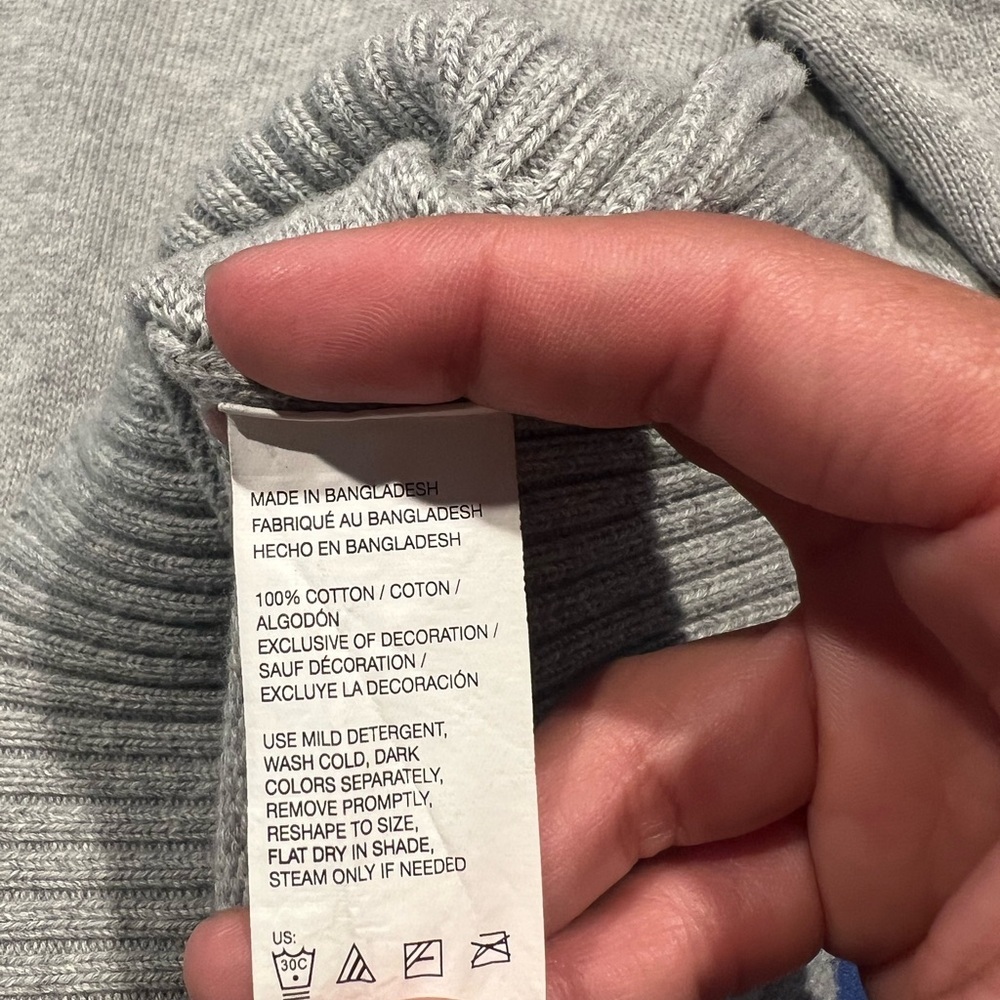 MADE IN BANGLADESH
FABRIQUÉ AU BANGLADESH
HECHO EN BANGLADESH
100% COTTON / COTON /
ALGODÓN
EXCLUSIVE OF DECORATION /
SAUF DÉCORATION /
EXCLUYE LA DECORACIÓN
USE MILD DETERGENT,
WASH COLD, DARK
COLORS SEPARATELY,
REMOVE PROMPTLY,
RESHAPE TO SIZE,
FLAT DRY IN SHADE,
STEAM ONLY IF NEEDED
US:
30C